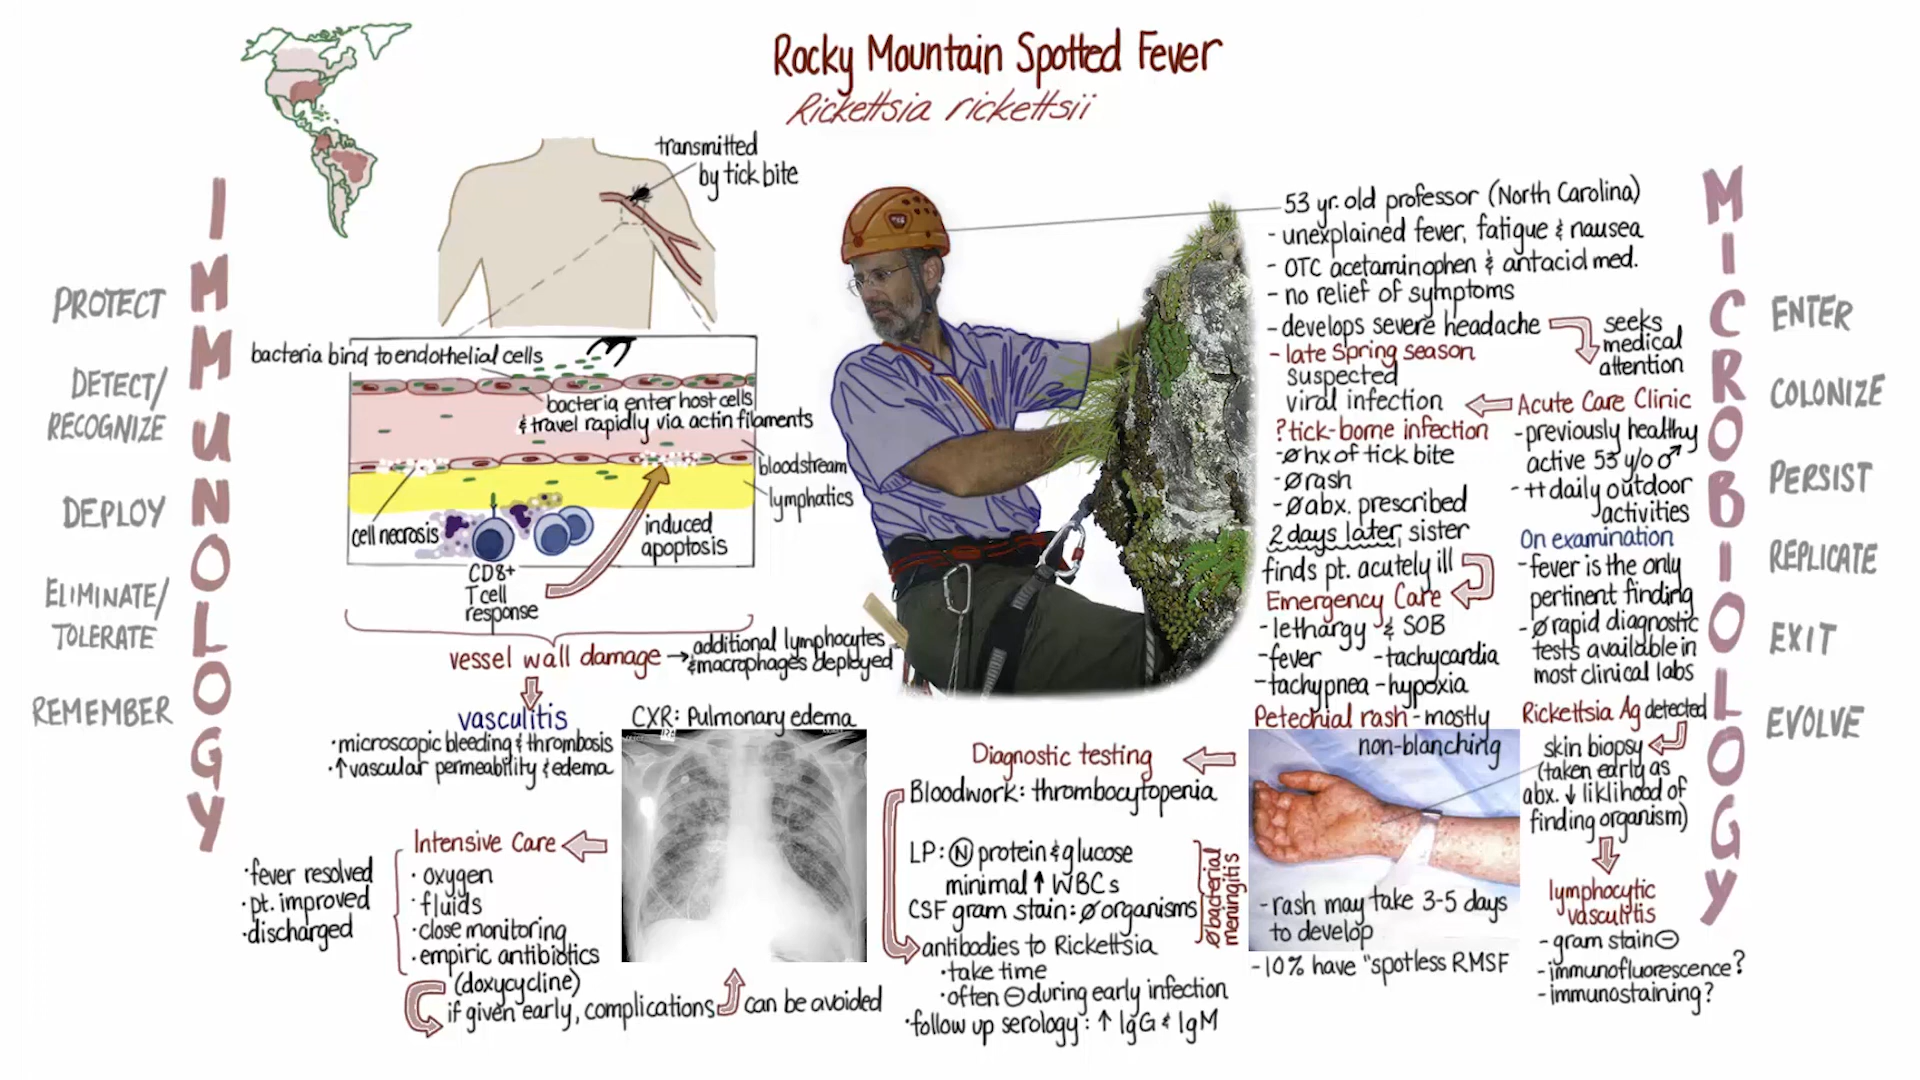 Rocky Mountain Spotted Fever
Rickettsia rickettsii
IMMUNOLOGY
PROTECT
DETECT/
RECOGNIZE
DEPLOY
ELIMINATE/
TOLERATE
REMEMBER
transmitted
by tick bite
bacteria bind to endothelial cells
bacteria enter host cells
& travel rapidly via actin filaments
bloodstream
lymphatics
cell necrosis
induced
apoptosis
CD8+
T cell
response
vessel wall damage → additional lymphocytes
& macrophages deployed
vasculitis
·microscopic bleeding & thrombosis
·↑vascular permeability & edema
CXR: Pulmonary edema
Intensive Care
·oxygen
·fluids
·close monitoring
·empiric antibiotics
(doxycycline)
if given early, complications can be avoided
·fever resolved
·pt. improved
·discharged
53 yr. old professor (North Carolina)
- unexplained fever, fatigue & nausea
- OTC acetaminophen & antacid med.
- no relief of symptoms
- develops severe headache
seeks
medical
attention
- late Spring season
suspected
viral infection
Acute Care Clinic
- previously healthy
active 53 y/o ♂
- ++ daily outdoor
activities
?tick-borne infection
-ø hx of tick bite
-ø rash
-ø abx. prescribed
2 days later, sister
finds pt. acutely ill
On examination
- fever is the only
pertinent finding
- ø rapid diagnostic
tests available in
most clinical labs
Emergency Care
- lethargy & SOB
- fever
- tachycardia
- tachypnea
- hypoxia
Petechial rash - mostly
non-blanching
Rickettsia Ag detected
skin biopsy
(taken early as
abx. ↓ liklihood of
finding organism)
lymphocytic
vasculitis
- gram stain ⊖
- immunofluorescence?
- immunostaining?
- rash may take 3-5 days
to develop
- 10% have "spotless RMSF
Diagnostic testing
Bloodwork: thrombocytopenia
LP: Ⓝ protein & glucose
minimal ↑ WBCs
CSF gram stain: ø organisms
ø bacterial
meningitis
antibodies to Rickettsia
·take time
·often ⊖ during early infection
·follow up serology: ↑ IgG & IgM
MICROBIOLOGY
ENTER
COLONIZE
PERSIST
REPLICATE
EXIT
EVOLVE